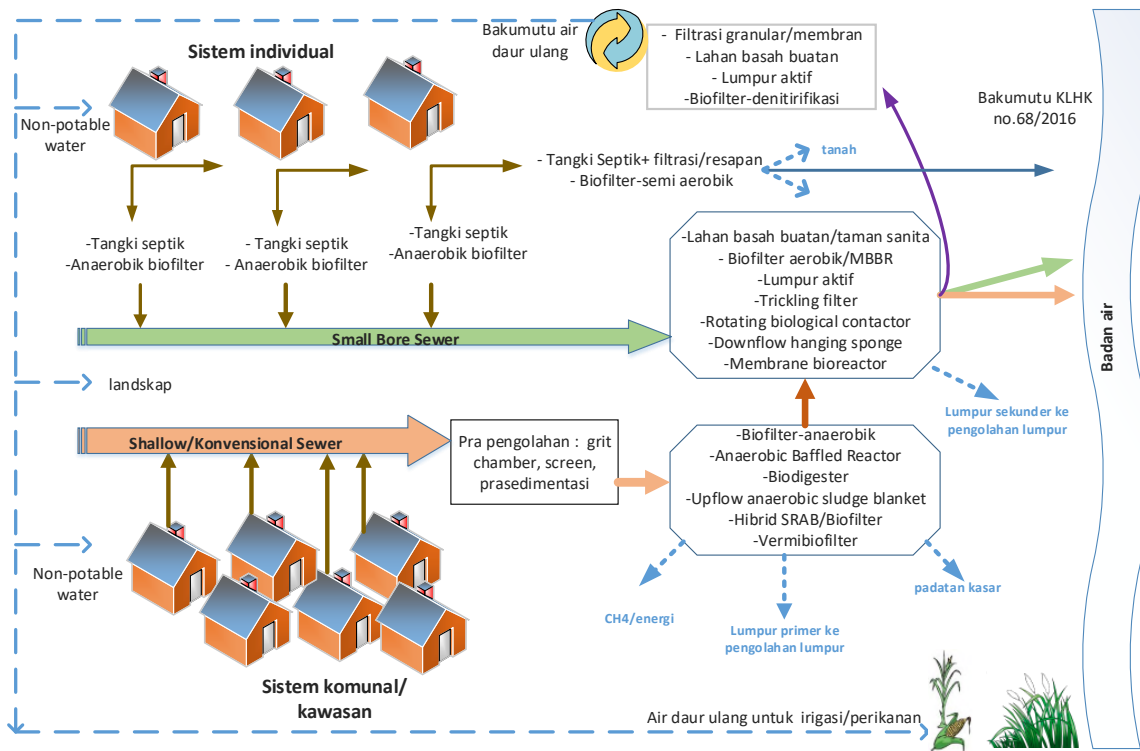 Sistem individual
Bakumutu air
daur ulang
- Filtrasi granular/membran
- Lahan basah buatan
- Lumpur aktif
-Biofilter-denitirifikasi
Bakumutu KLHK
no.68/2016
Non-potable
water
- Tangki Septik+ filtrasi/resapan
- Biofilter-semi aerobik
tanah
-Tangki septik
-Anaerobik biofilter
-Tangki septik
- Anaerobik biofilter
-Tangki septik
-Anaerobik biofilter
-Lahan basah buatan/taman sanita
- Biofilter aerobik/MBBR
-Lumpur aktif
-Trickling filter
-Rotating biological contactor
-Downflow hanging sponge
-Membrane bioreactor
Small Bore Sewer
Badan air
landskap
Lumpur sekunder ke
pengolahan lumpur
Shallow/Konvensional Sewer
Pra pengolahan : grit
chamber, screen,
prasedimentasi
-Biofilter-anaerobik
-Anaerobic Baffled Reactor
-Biodigester
-Upflow anaerobic sludge blanket
-Hibrid SRAB/Biofilter
-Vermibiofilter
Non-potable
water
CH4/energi
Lumpur primer ke
pengolahan lumpur
padatan kasar
Sistem komunal/
kawasan
Air daur ulang untuk irigasi/perikanan